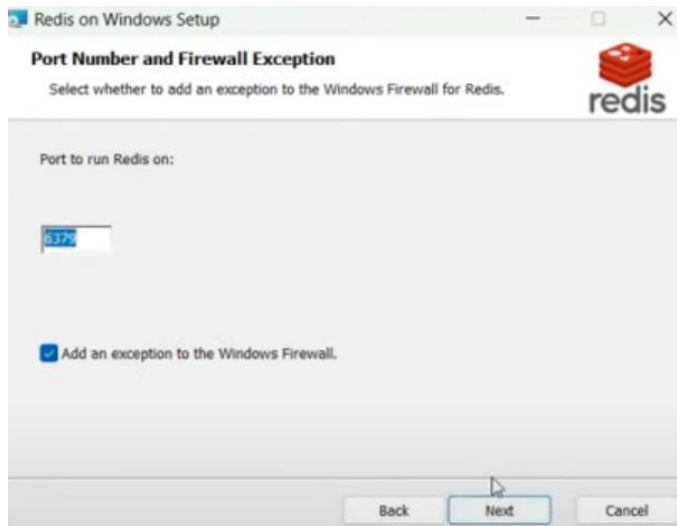 Redis on Windows Setup
Port Number and Firewall Exception
Select whether to add an exception to the Windows Firewall for Redis.
redis
Port to run Redis on:
6379
Add an exception to the Windows Firewall.
Back
Next
Cancel